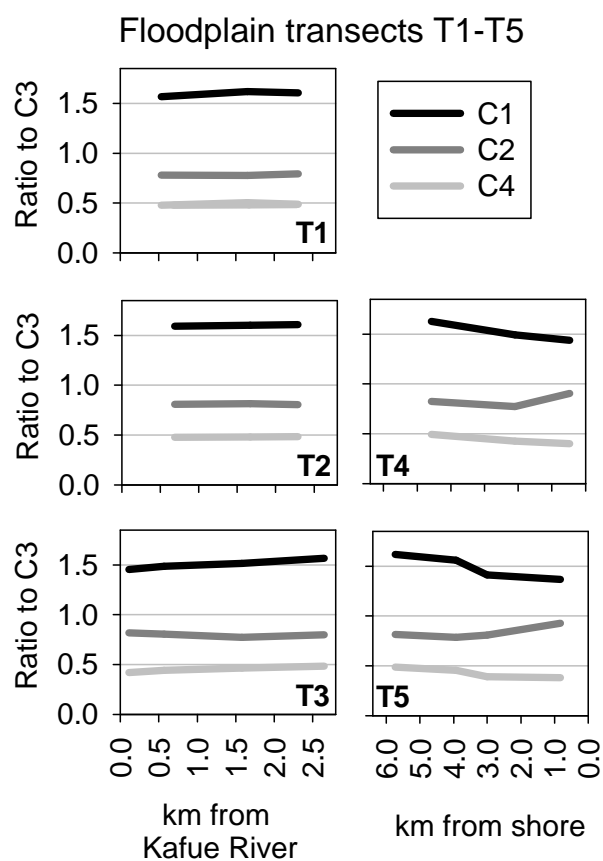 Floodplain transects T1-T5
Ratio to C3
1.5
1.0
0.5
0.0
T1
C1
C2
C4
Ratio to C3
1.5
1.0
0.5
0.0
T2
T4
Ratio to C3
1.5
1.0
0.5
0.0
T3
T5
0.0 0.5 1.0 1.5 2.0 2.5
6.0 5.0 4.0 3.0 2.0 1.0 0.0
km from
Kafue River
km from shore